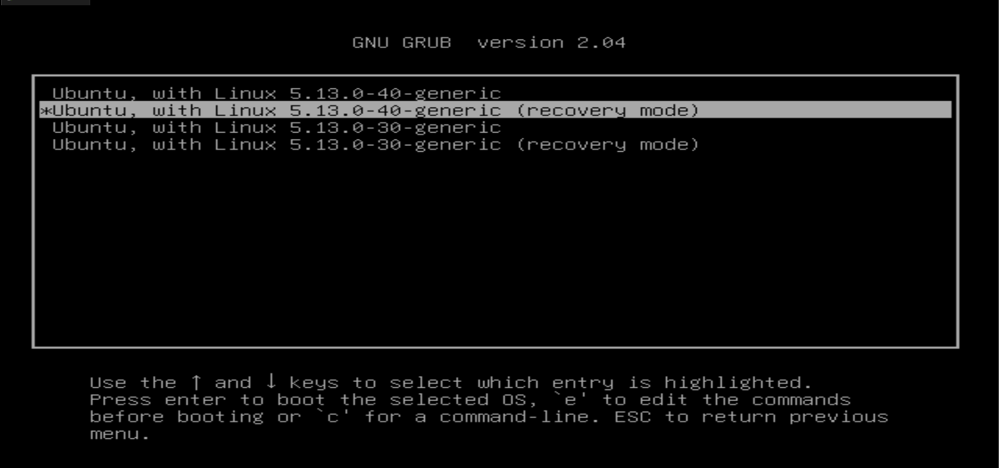 GNU GRUB  version 2.04
Ubuntu, with Linux 5.13.0-40-generic
*Ubuntu, with Linux 5.13.0-40-generic (recovery mode)
Ubuntu, with Linux 5.13.0-30-generic
Ubuntu, with Linux 5.13.0-30-generic (recovery mode)
Use the ↑ and ↓ keys to select which entry is highlighted.
Press enter to boot the selected OS, `e' to edit the commands
before booting or `c' for a command-line. ESC to return previous
menu.